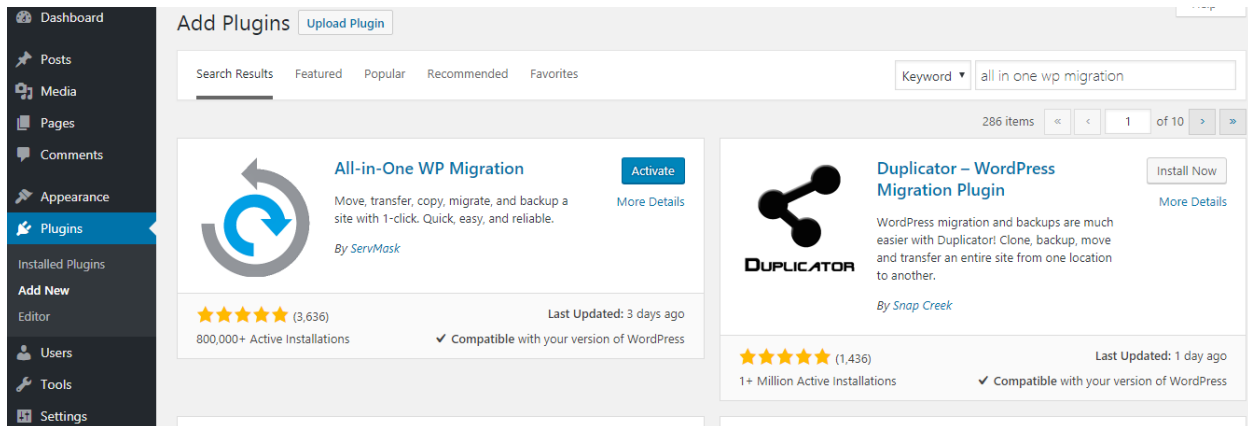 Dashboard
Posts
Media
Pages
Comments
Appearance
Plugins
Installed Plugins
Add New
Editor
Users
Tools
Settings
Add Plugins Upload Plugin
Search Results Featured Popular Recommended Favorites
Keyword all in one wp migration
286 items « ‹ 1 of 10 › »
All-in-One WP Migration
Activate
More Details
Move, transfer, copy, migrate, and backup a
site with 1-click. Quick, easy, and reliable.
By ServMask
(3,636)
Last Updated: 3 days ago
800,000+ Active Installations
✔ Compatible with your version of WordPress
DUPLICATOR
Duplicator – WordPress
Migration Plugin
Install Now
More Details
WordPress migration and backups are much
easier with Duplicator! Clone, backup, move
and transfer an entire site from one location
to another.
By Snap Creek
(1,436)
Last Updated: 1 day ago
1+ Million Active Installations
✔ Compatible with your version of WordPress